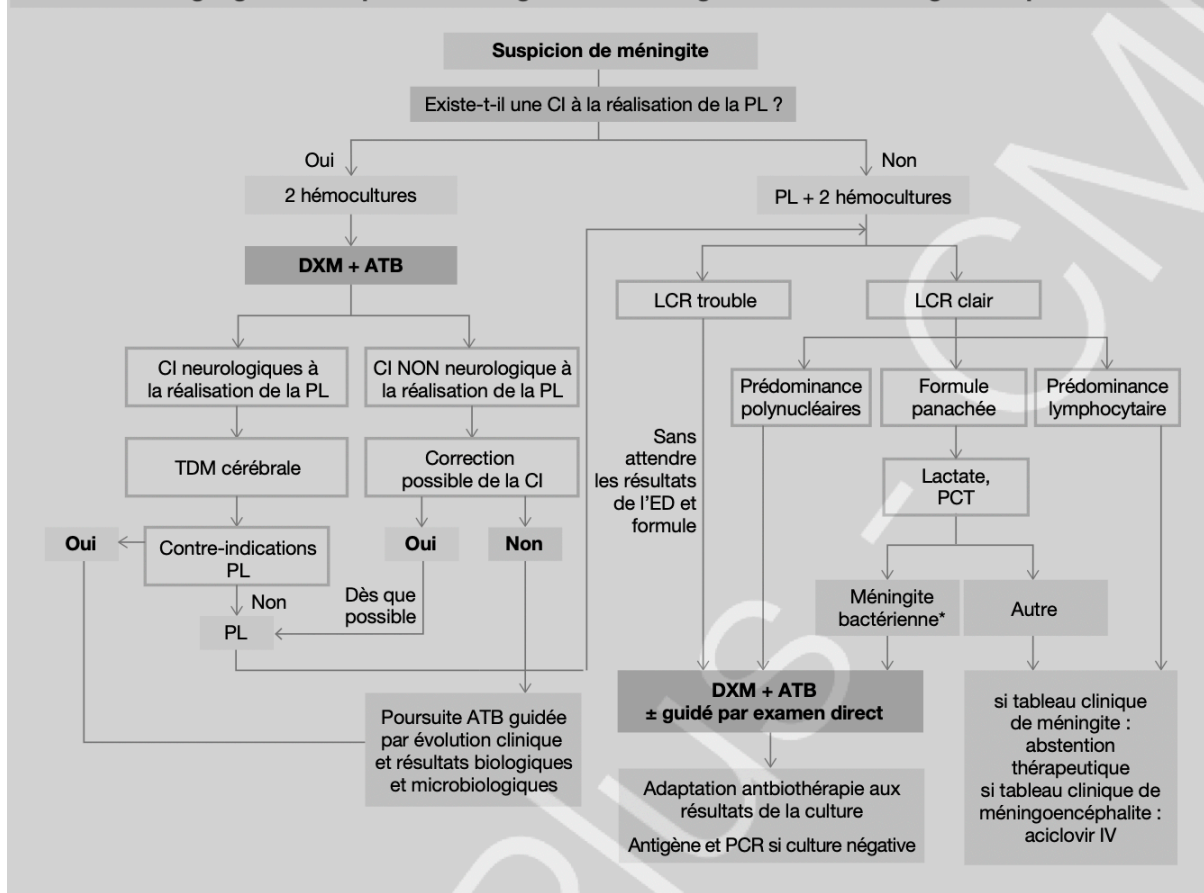 Suspicion de méningite
Existe-t-il une CI à la réalisation de la PL ?
Oui
Non
2 hémocultures
PL + 2 hémocultures
DXM + ATB
LCR trouble
LCR clair
CI neurologiques à
la réalisation de la PL
CI NON neurologique à
la réalisation de la PL
Prédominance
polynucléaires
Formule
panachée
Prédominance
lymphocytaire
TDM cérébrale
Correction
possible de la CI
Sans
attendre
les résultats
de l'ED et
formule
Lactate,
PCT
Oui
Contre-indications
PL
Oui
Non
Non
Dès que
possible
PL
Méningite
bactérienne*
Autre
Poursuite ATB guidée
par évolution clinique
et résultats biologiques
et microbiologiques
DXM + ATB
± guidé par examen direct
Adaptation antbiothérapie aux
résultats de la culture
Antigène et PCR si culture négative
si tableau clinique
de méningite :
abstention
thérapeutique
si tableau clinique de
méningoencéphalite :
aciclovir IV
Plus - CM